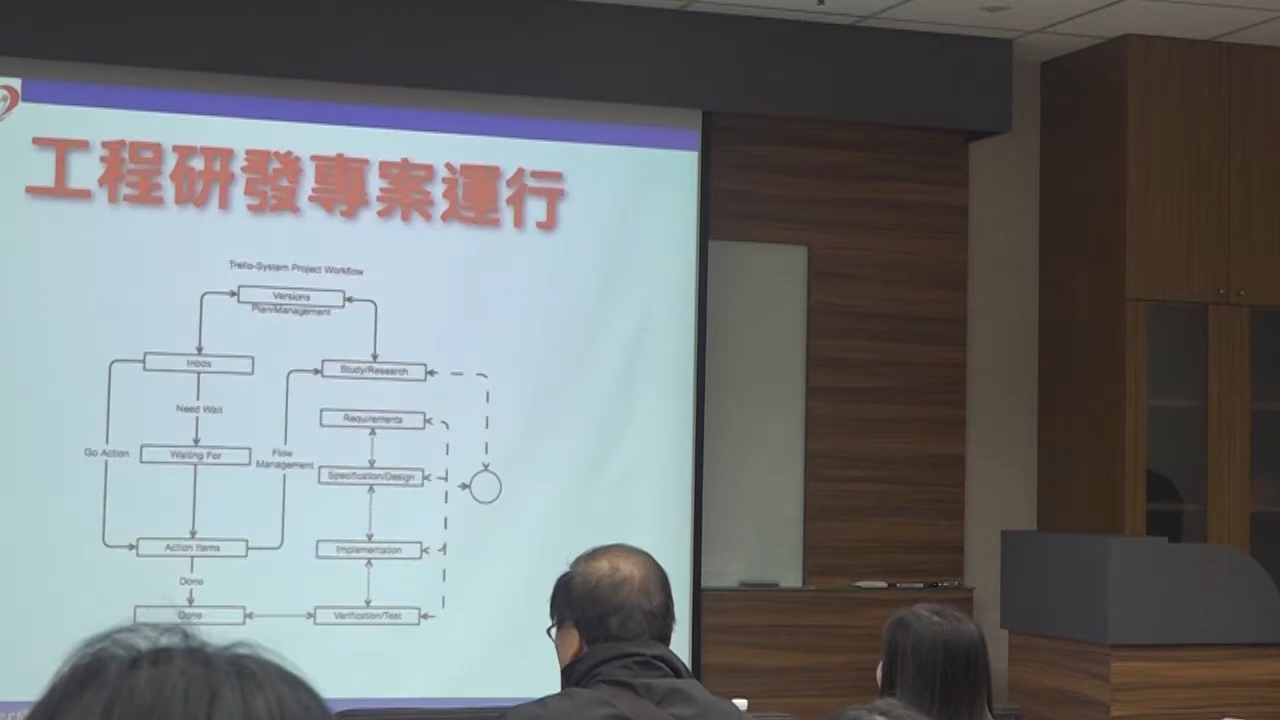 工程研發專案運行
Trello-System Project Workflow
Versions
Plan/Management
Inbox
Study/Research
Need Wait
Requirements
Go Action
Waiting For
Flow
Management
Specification/Design
Action Items
Implementation
Done
Done
Verification/Test